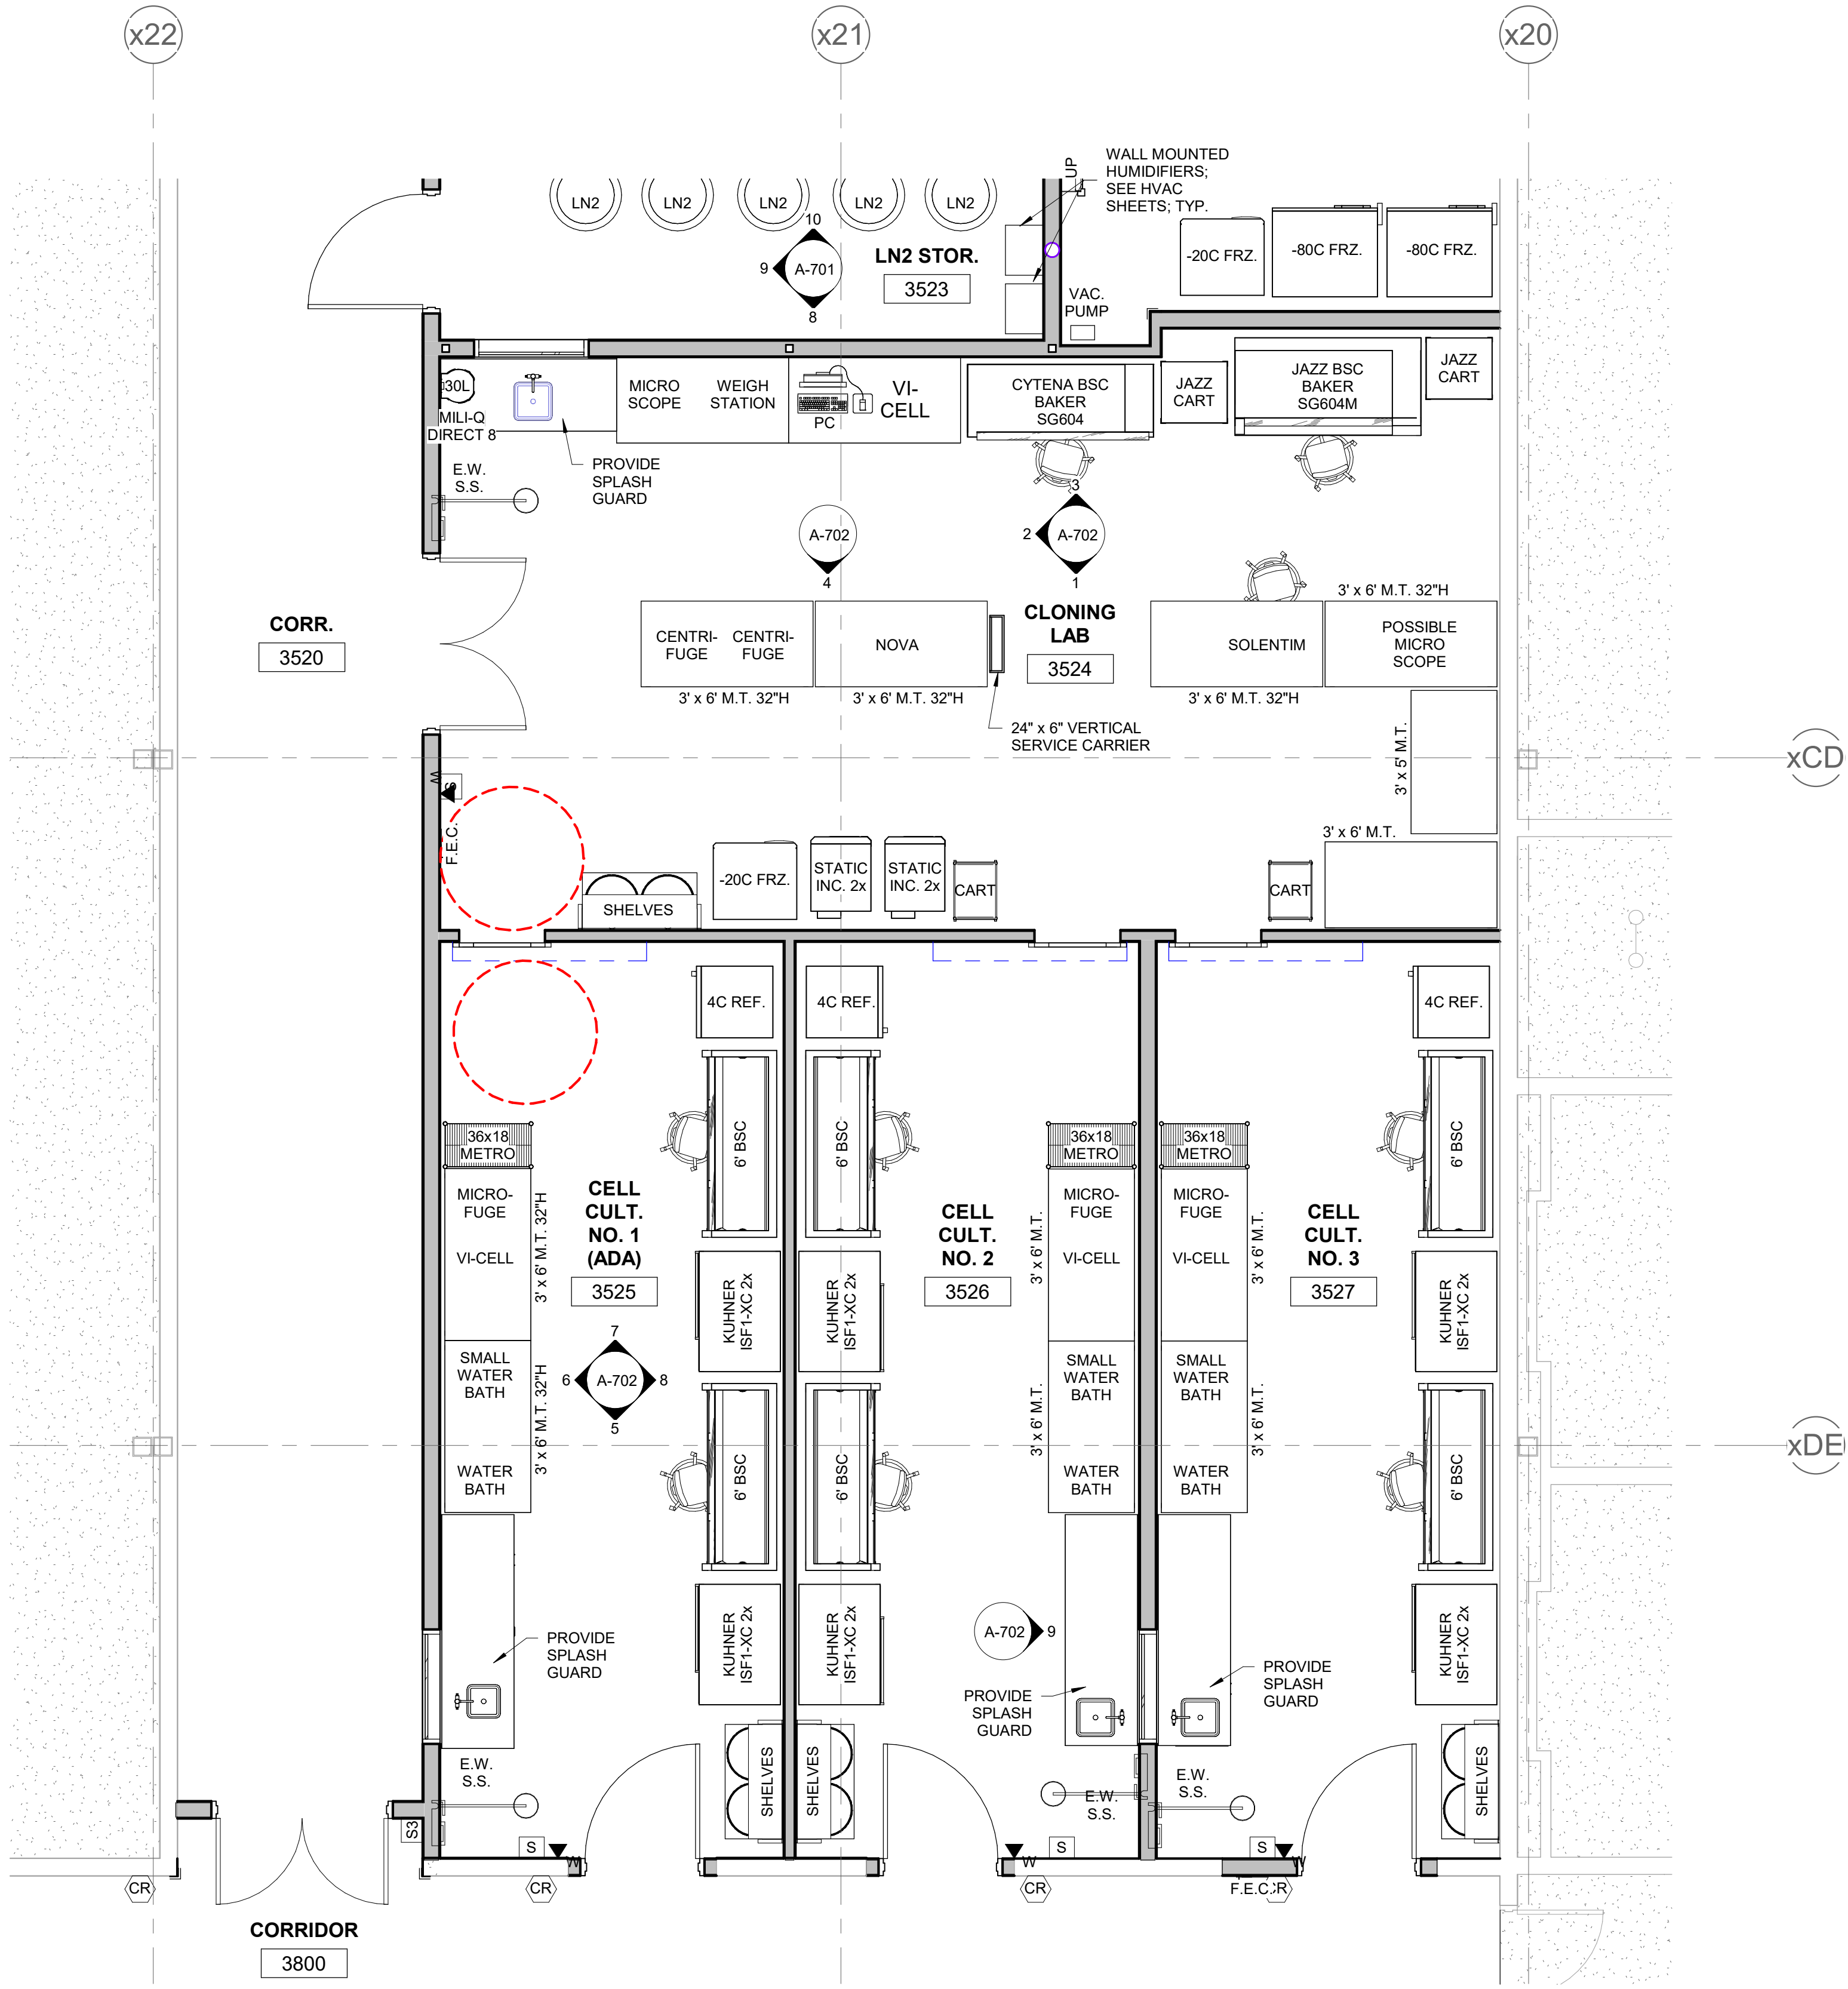 x22
x21
x20
UP
WALL MOUNTED
HUMIDIFIERS;
SEE HVAC
SHEETS; TYP.
LN2
LN2
LN2
LN2
LN2
10
9
A-701
8
LN2 STOR.
3523
-20C FRZ.
-80C FRZ.
-80C FRZ.
VAC.
PUMP
30L
MILI-Q
DIRECT 8
MICRO
SCOPE
WEIGH
STATION
PC
VI-
CELL
CYTENA BSC
BAKER
SG604
JAZZ
CART
JAZZ BSC
BAKER
SG604M
JAZZ
CART
E.W.
S.S.
PROVIDE
SPLASH
GUARD
A-702
4
3
2
A-702
1
CORR.
3520
CENTRI-
FUGE
CENTRI-
FUGE
NOVA
3' x 6' M.T. 32"H
3' x 6' M.T. 32"H
CLONING
LAB
3524
SOLENTIM
3' x 6' M.T. 32"H
3' x 6' M.T. 32"H
POSSIBLE
MICRO
SCOPE
24" x 6" VERTICAL
SERVICE CARRIER
3' x 5' M.T.
xCD
W
S
F.E.C.
SHELVES
-20C FRZ.
STATIC
INC. 2x
STATIC
INC. 2x
CART
CART
3' x 6' M.T.
4C REF.
4C REF.
4C REF.
6' BSC
6' BSC
6' BSC
36x18
METRO
36x18
METRO
36x18
METRO
MICRO-
FUGE
VI-CELL
3' x 6' M.T. 32"H
CELL
CULT.
NO. 1
(ADA)
3525
KUHNER
ISF1-XC 2x
KUHNER
ISF1-XC 2x
CELL
CULT.
NO. 2
3526
3' x 6' M.T.
MICRO-
FUGE
VI-CELL
MICRO-
FUGE
VI-CELL
3' x 6' M.T.
CELL
CULT.
NO. 3
3527
KUHNER
ISF1-XC 2x
SMALL
WATER
BATH
WATER
BATH
3' x 6' M.T. 32"H
7
6
A-702
8
5
6' BSC
6' BSC
3' x 6' M.T.
SMALL
WATER
BATH
WATER
BATH
SMALL
WATER
BATH
WATER
BATH
3' x 6' M.T.
6' BSC
xDE
PROVIDE
SPLASH
GUARD
KUHNER
ISF1-XC 2x
KUHNER
ISF1-XC 2x
A-702
9
PROVIDE
SPLASH
GUARD
PROVIDE
SPLASH
GUARD
KUHNER
ISF1-XC 2x
E.W.
S.S.
SHELVES
SHELVES
E.W.
S.S.
E.W.
S.S.
SHELVES
S3
S
W
W
S
S
W
CR
CR
CR
F.E.C.
CR
CORRIDOR
3800